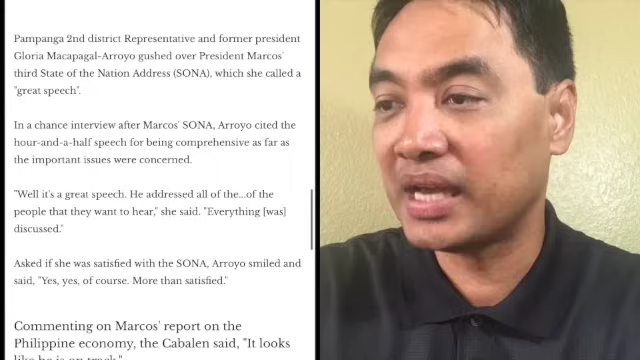 Pampanga 2nd district Representative and former president
Gloria Macapagal-Arroyo gushed over President Marcos'
third State of the Nation Address (SONA), which she called a
"great speech".
In a chance interview after Marcos' SONA, Arroyo cited the
hour-and-a-half speech for being comprehensive as far as
the important issues were concerned.
"Well it's a great speech. He addressed all of the...of the
people that they want to hear," she said. "Everything [was]
discussed."
Asked if she was satisfied with the SONA, Arroyo smiled and
said, "Yes, yes, of course. More than satisfied."
Commenting on Marcos' report on the
Philippine economy, the Cabalen said, "It looks
like he is on track."